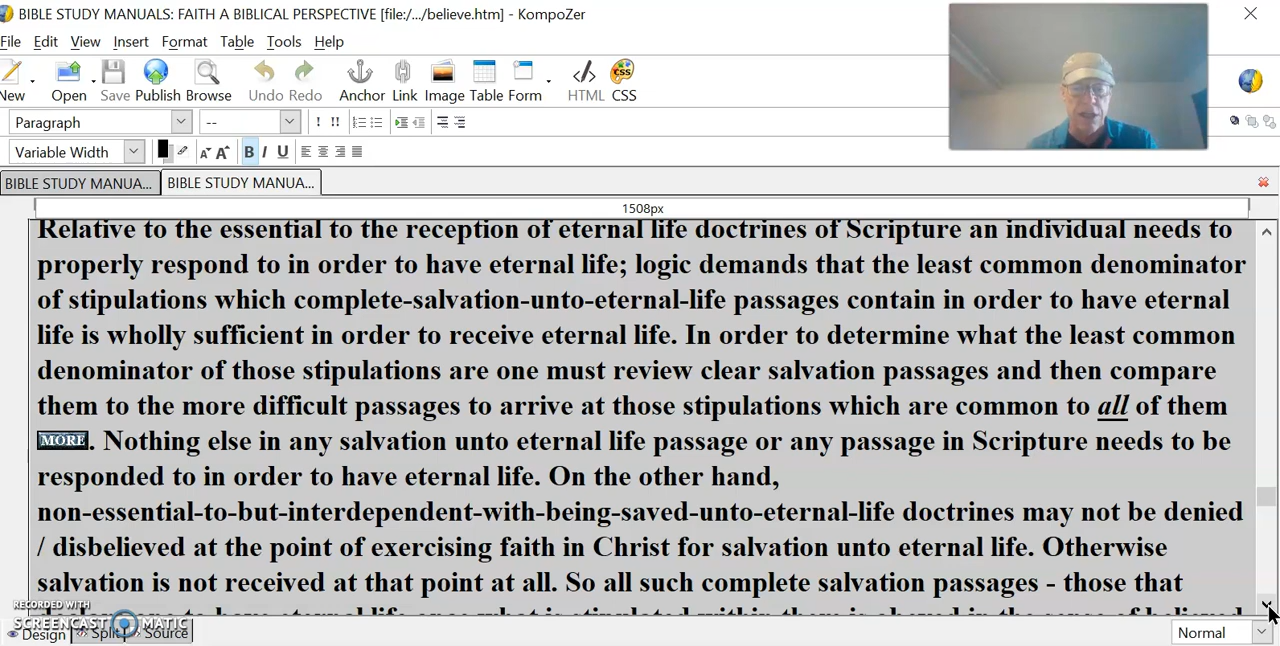 BIBLE STUDY MANUALS: FAITH A BIBLICAL PERSPECTIVE [file:/.../believe.htm] - KompoZer
File Edit View Insert Format Table Tools Help
New Open Save Publish Browse Undo Redo Anchor Link Image Table Form HTML CSS
Paragraph -- ! !!
Variable Width B I U
BIBLE STUDY MANUA... BIBLE STUDY MANUA...
1508px
Relative to the essential to the reception of eternal life doctrines of Scripture an individual needs to
properly respond to in order to have eternal life; logic demands that the least common denominator
of stipulations which complete-salvation-unto-eternal-life passages contain in order to have eternal
life is wholly sufficient in order to receive eternal life. In order to determine what the least common
denominator of those stipulations are one must review clear salvation passages and then compare
them to the more difficult passages to arrive at those stipulations which are common to all of them
MORE. Nothing else in any salvation unto eternal life passage or any passage in Scripture needs to be
responded to in order to have eternal life. On the other hand,
non-essential-to-but-interdependent-with-being-saved-unto-eternal-life doctrines may not be denied
/ disbelieved at the point of exercising faith in Christ for salvation unto eternal life. Otherwise
salvation is not received at that point at all. So all such complete salvation passages - those that
RECORDED WITH
SCREENCAST MATIC
Design Split Source
Normal